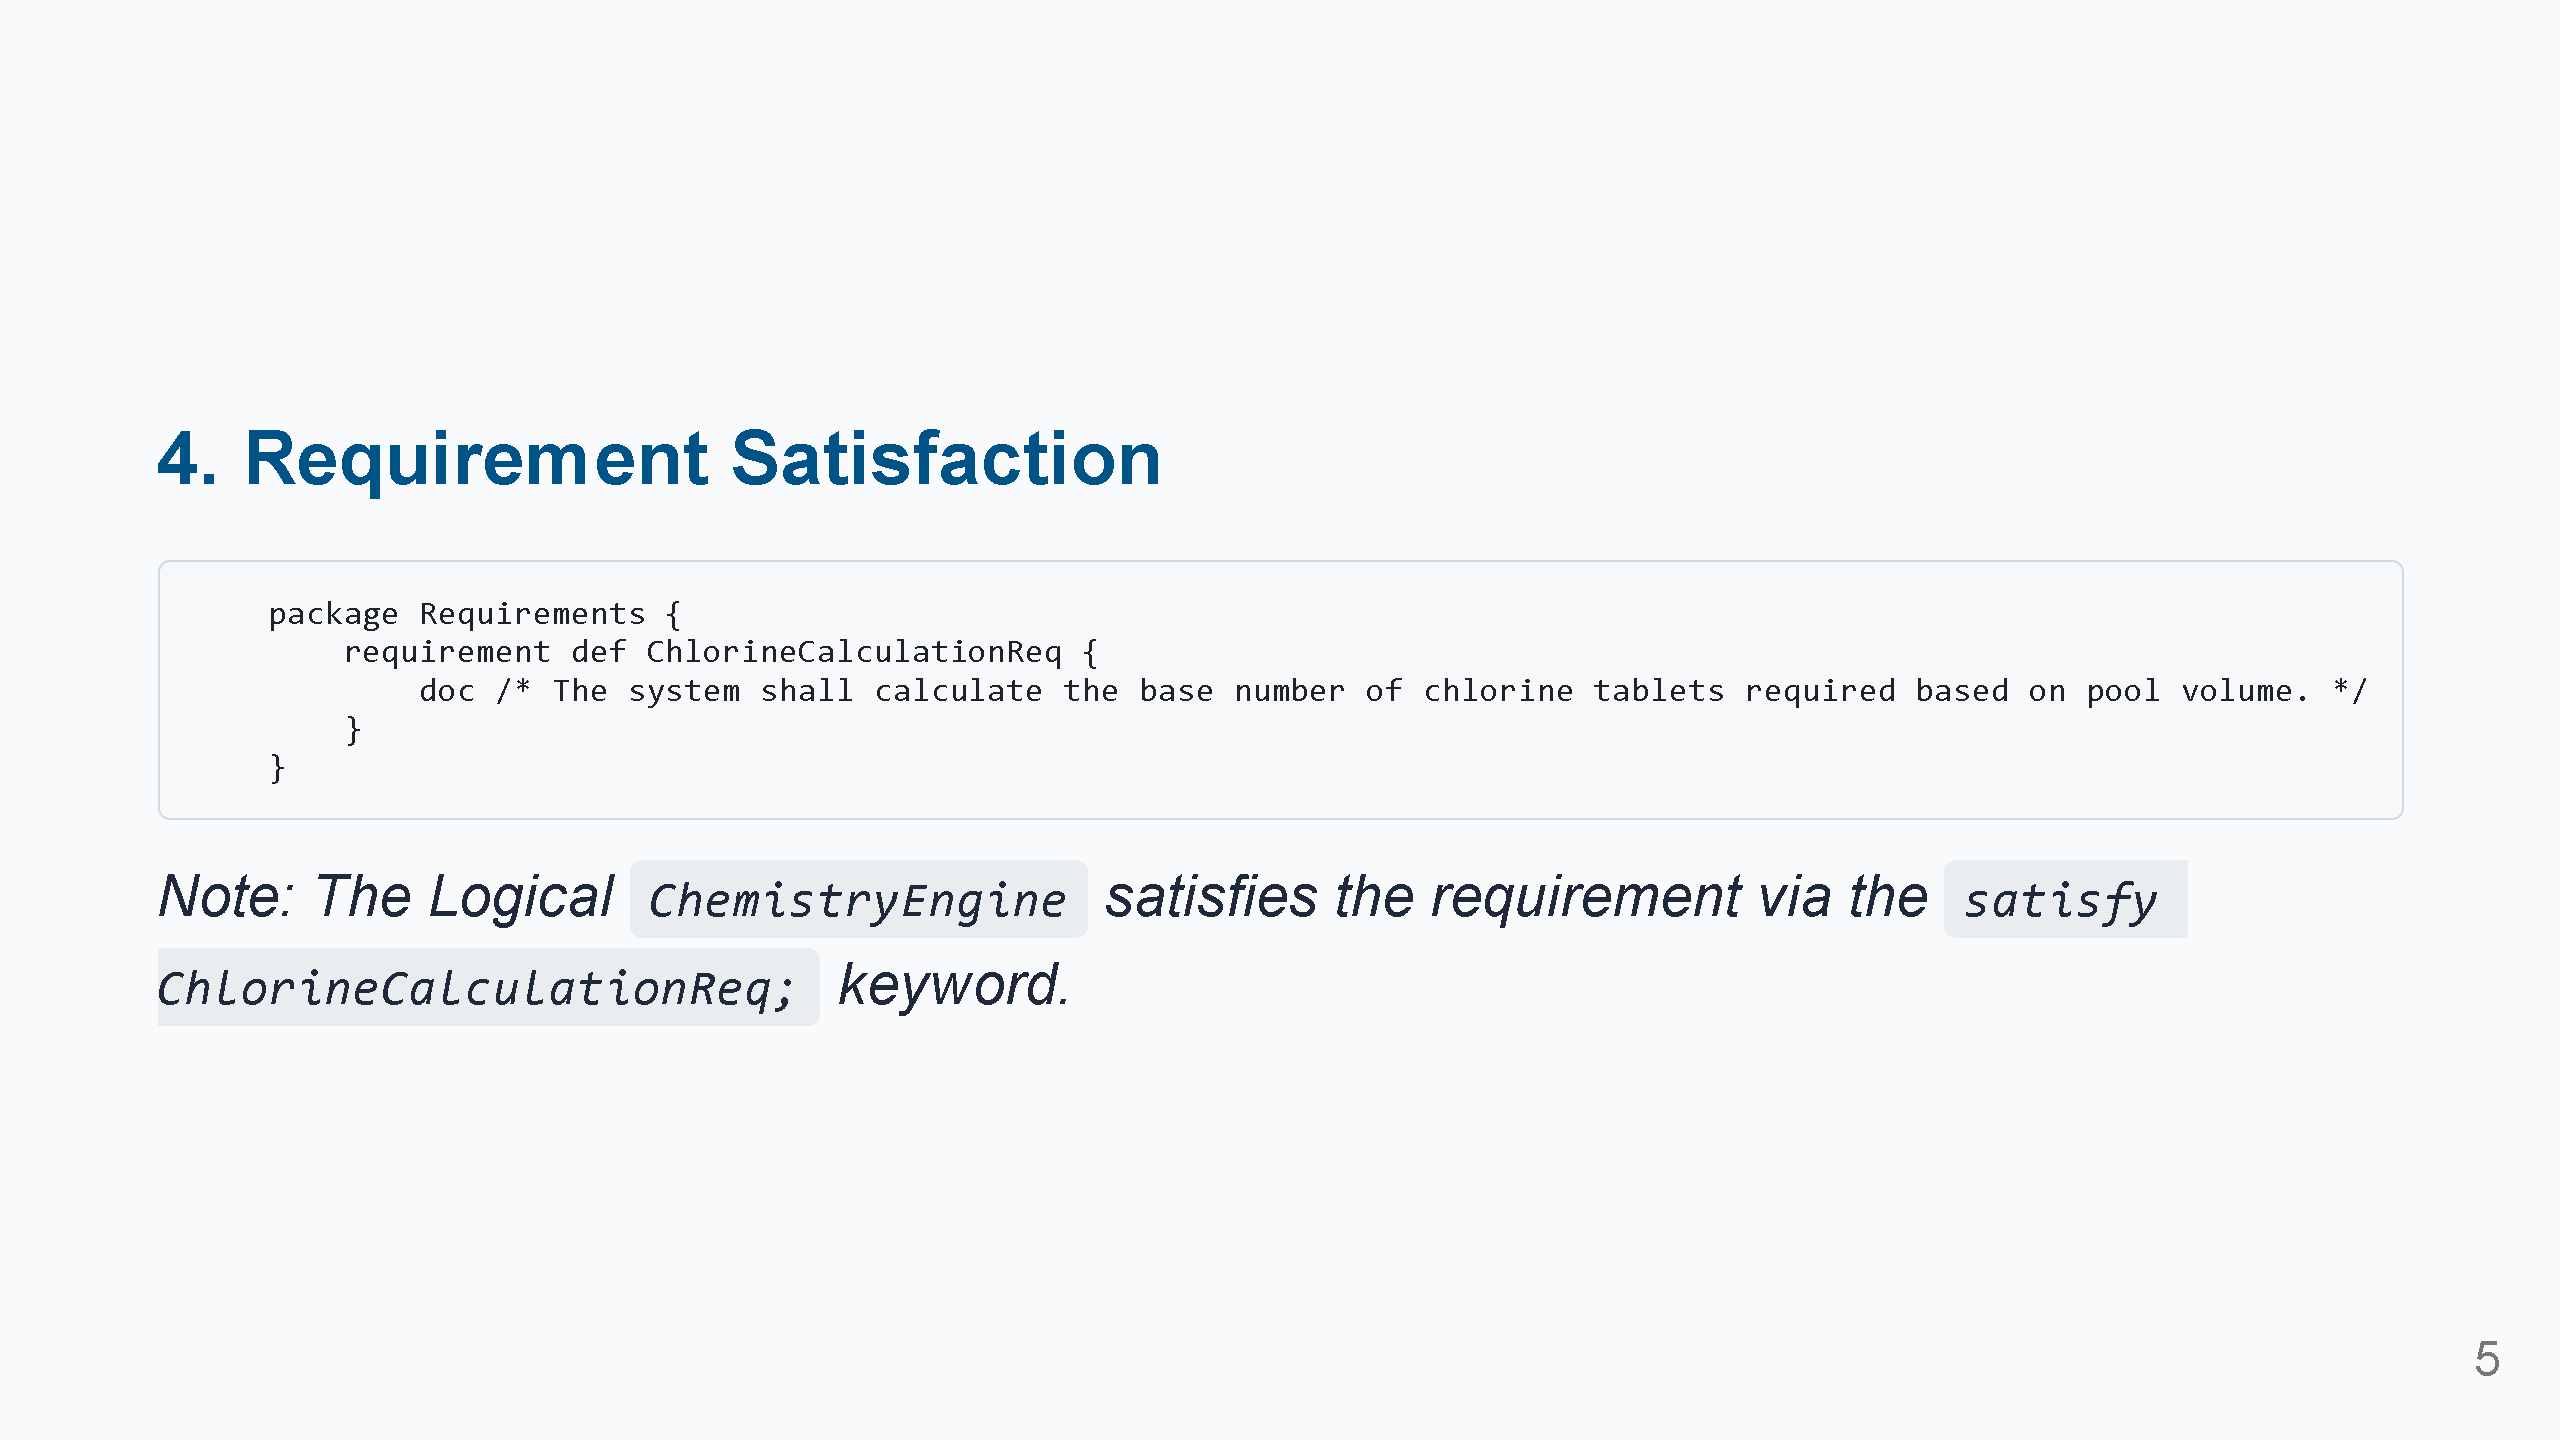 4. Requirement Satisfaction
package Requirements {
    requirement def ChlorineCalculationReq {
        doc /* The system shall calculate the base number of chlorine tablets required based on pool volume. */
    }
}
Note: The Logical ChemistryEngine satisfies the requirement via the satisfy
ChlorineCalculationReq; keyword.
5